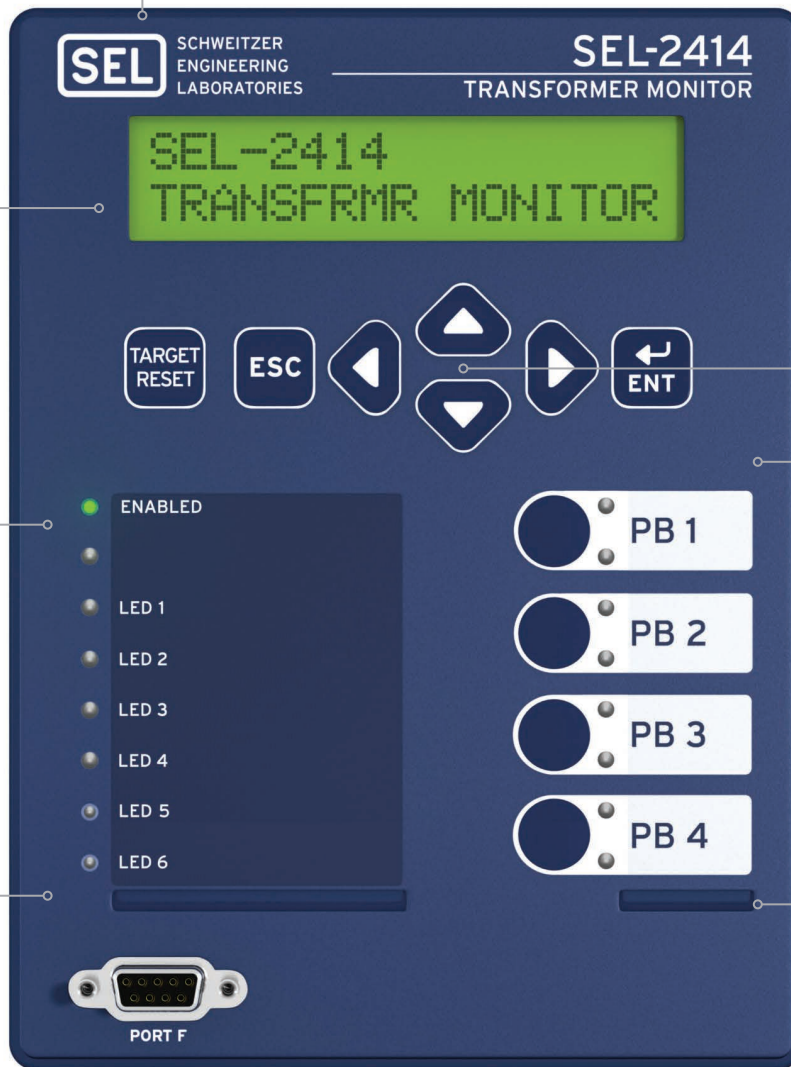 SEL
SCHWEITZER
ENGINEERING
LABORATORIES
SEL-2414
TRANSFORMER MONITOR
SEL-2414
TRANSFRMR MONITOR
TARGET
RESET
ESC
ENT
ENABLED
LED 1
LED 2
LED 3
LED 4
LED 5
LED 6
PB 1
PB 2
PB 3
PB 4
PORT F